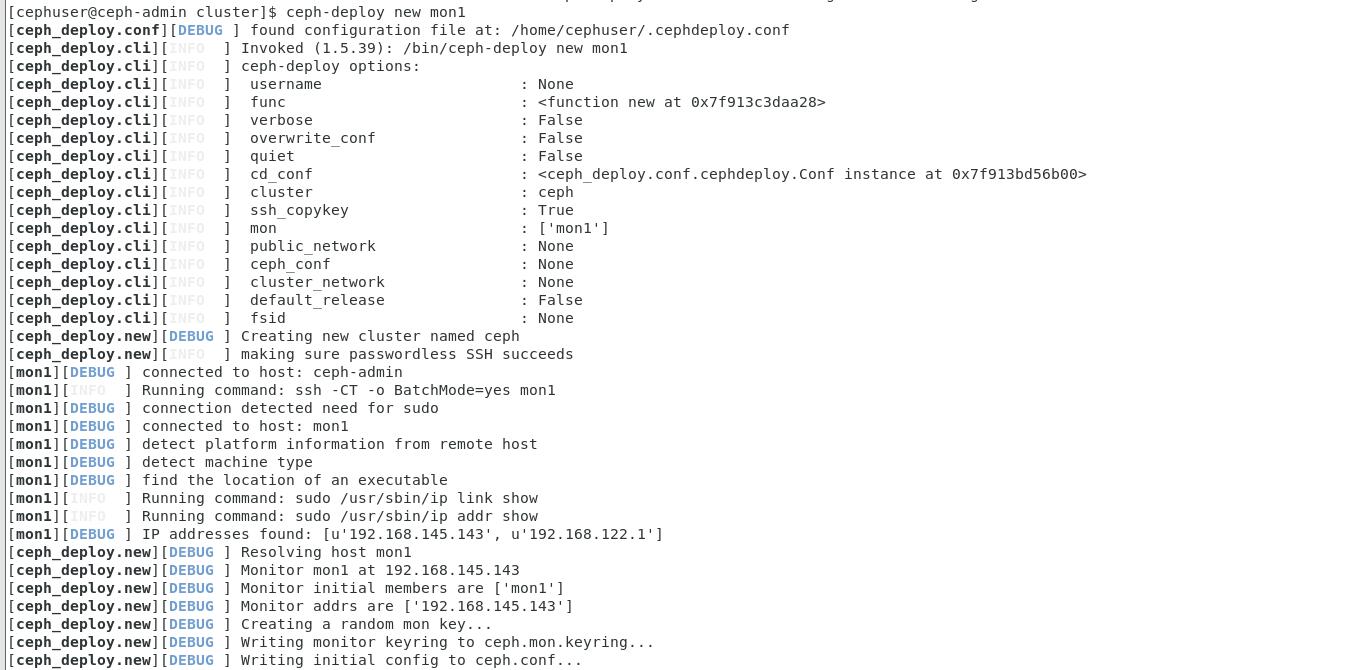 [cephuser@ceph-admin cluster]$ ceph-deploy new mon1
[ceph_deploy.conf][DEBUG ] found configuration file at: /home/cephuser/.cephdeploy.conf
[ceph_deploy.cli][INFO  ] Invoked (1.5.39): /bin/ceph-deploy new mon1
[ceph_deploy.cli][INFO  ] ceph-deploy options:
[ceph_deploy.cli][INFO  ]  username                      : None
[ceph_deploy.cli][INFO  ]  func                          : <function new at 0x7f913c3daa28>
[ceph_deploy.cli][INFO  ]  verbose                       : False
[ceph_deploy.cli][INFO  ]  overwrite_conf                : False
[ceph_deploy.cli][INFO  ]  quiet                         : False
[ceph_deploy.cli][INFO  ]  cd_conf                       : <ceph_deploy.conf.cephdeploy.Conf instance at 0x7f913bd56b00>
[ceph_deploy.cli][INFO  ]  cluster                       : ceph
[ceph_deploy.cli][INFO  ]  ssh_copykey                   : True
[ceph_deploy.cli][INFO  ]  mon                           : ['mon1']
[ceph_deploy.cli][INFO  ]  public_network                : None
[ceph_deploy.cli][INFO  ]  ceph_conf                     : None
[ceph_deploy.cli][INFO  ]  cluster_network               : None
[ceph_deploy.cli][INFO  ]  default_release               : False
[ceph_deploy.cli][INFO  ]  fsid                          : None
[ceph_deploy.new][DEBUG ] Creating new cluster named ceph
[ceph_deploy.new][INFO  ] making sure passwordless SSH succeeds
[mon1][DEBUG ] connected to host: ceph-admin
[mon1][INFO  ] Running command: ssh -CT -o BatchMode=yes mon1
[mon1][DEBUG ] connection detected need for sudo
[mon1][DEBUG ] connected to host: mon1
[mon1][DEBUG ] detect platform information from remote host
[mon1][DEBUG ] detect machine type
[mon1][DEBUG ] find the location of an executable
[mon1][INFO  ] Running command: sudo /usr/sbin/ip link show
[mon1][INFO  ] Running command: sudo /usr/sbin/ip addr show
[mon1][DEBUG ] IP addresses found: [u'192.168.145.143', u'192.168.122.1']
[ceph_deploy.new][DEBUG ] Resolving host mon1
[ceph_deploy.new][DEBUG ] Monitor mon1 at 192.168.145.143
[ceph_deploy.new][DEBUG ] Monitor initial members are ['mon1']
[ceph_deploy.new][DEBUG ] Monitor addrs are ['192.168.145.143']
[ceph_deploy.new][DEBUG ] Creating a random mon key...
[ceph_deploy.new][DEBUG ] Writing monitor keyring to ceph.mon.keyring...
[ceph_deploy.new][DEBUG ] Writing initial config to ceph.conf...